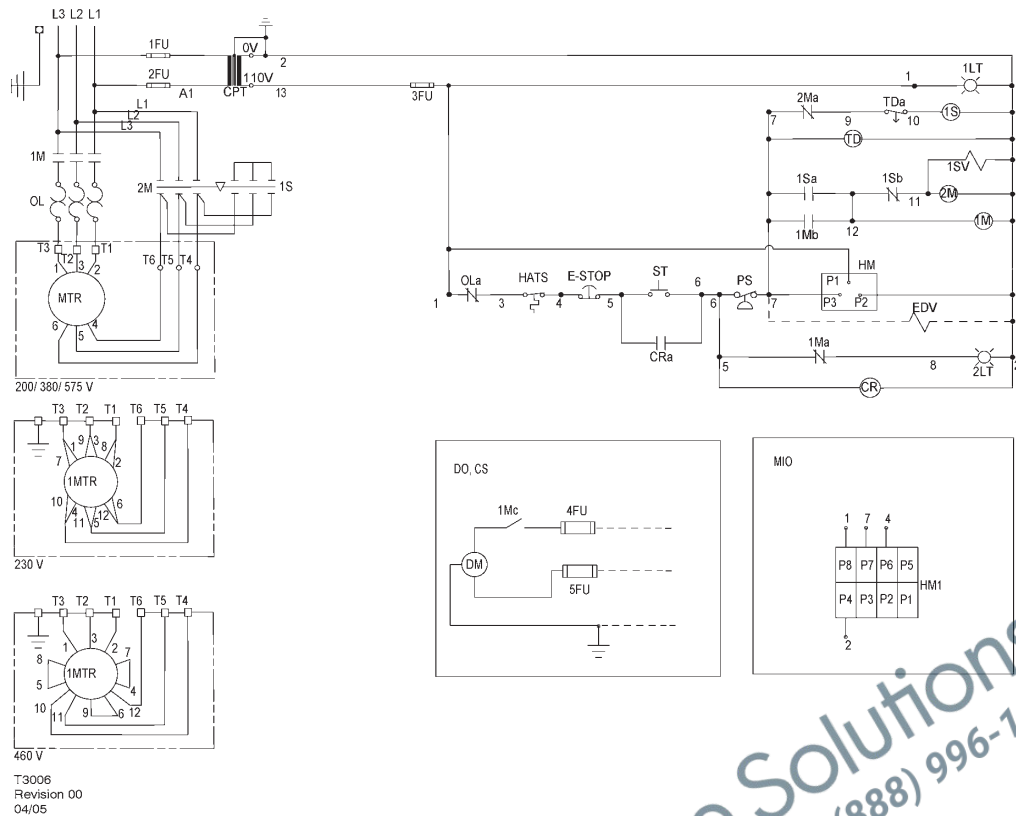 L3 L2 L1
1FU
0V
2
2FU
A1
CPT
110V
13
3FU
1
1LT
L1
L2
L3
2Ma
TDa
7
9
10
1S
TD
1M
2M
1S
1SV
1Sa
1Sb
11
2M
OL
1Mb
12
1M
T3
T2
T1
T6 T5 T4
1 3 2
MTR
6 5 4
200/ 380/ 575 V
1
OLa
3
HATS
4
E-STOP
5
ST
6
6
PS
7
P1
HM
P3
P2
CRa
EDV
5
1Ma
8
2LT
2
CR
T3 T2 T1 T6 T5 T4
9 3 8
1
7
2
1MTR
10
4
11
5
12
6
230 V
DO, CS
1Mc
4FU
DM
5FU
MIO
1 7 4
P8 P7 P6 P5
HM1
P4 P3 P2 P1
2
T3 T2 T1 T6 T5 T4
1 3 2
8
7
1MTR
5
4
10
11
9
6
12
460 V
T3006
Revision 00
04/05
Solutions
(888) 996-1